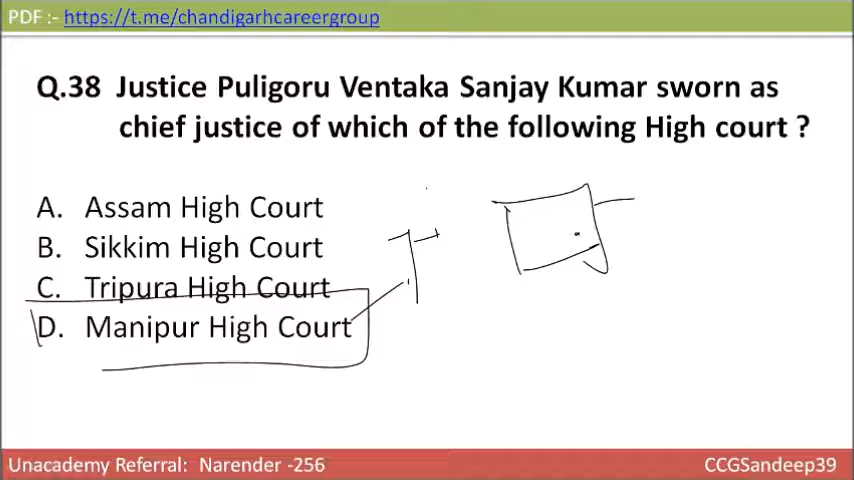 PDF :- https://t.me/chandigarhcareergroup
Q.38 Justice Puligoru Ventaka Sanjay Kumar sworn as
chief justice of which of the following High court ?
A. Assam High Court
B. Sikkim High Court
C. Tripura High Court
D. Manipur High Court
Unacademy Referral: Narender -256
CCGSandeep39